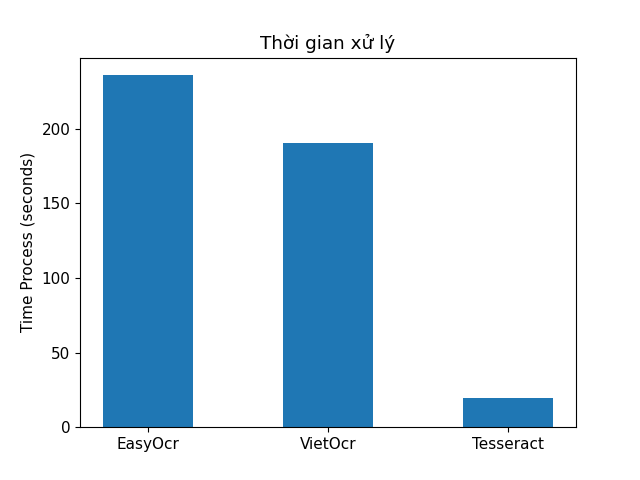 Thời gian xử lý
Time Process (seconds)
200
150
100
50
0
EasyOcr
VietOcr
Tesseract